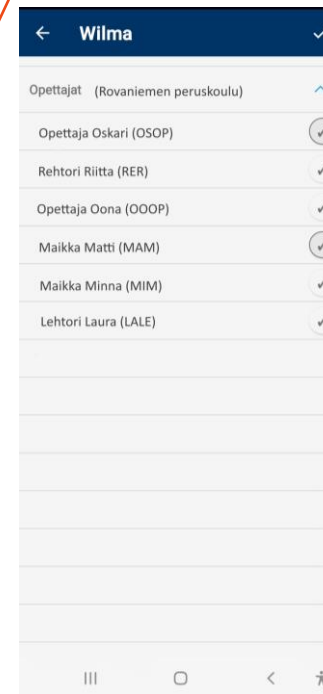 Wilma
Opettajat (Rovaniemen peruskoulu)
Opettaja Oskari (OSOP)
Rehtori Riitta (RER)
Opettaja Oona (OOOP)
Maikka Matti (MAM)
Maikka Minna (MIM)
Lehtori Laura (LALE)